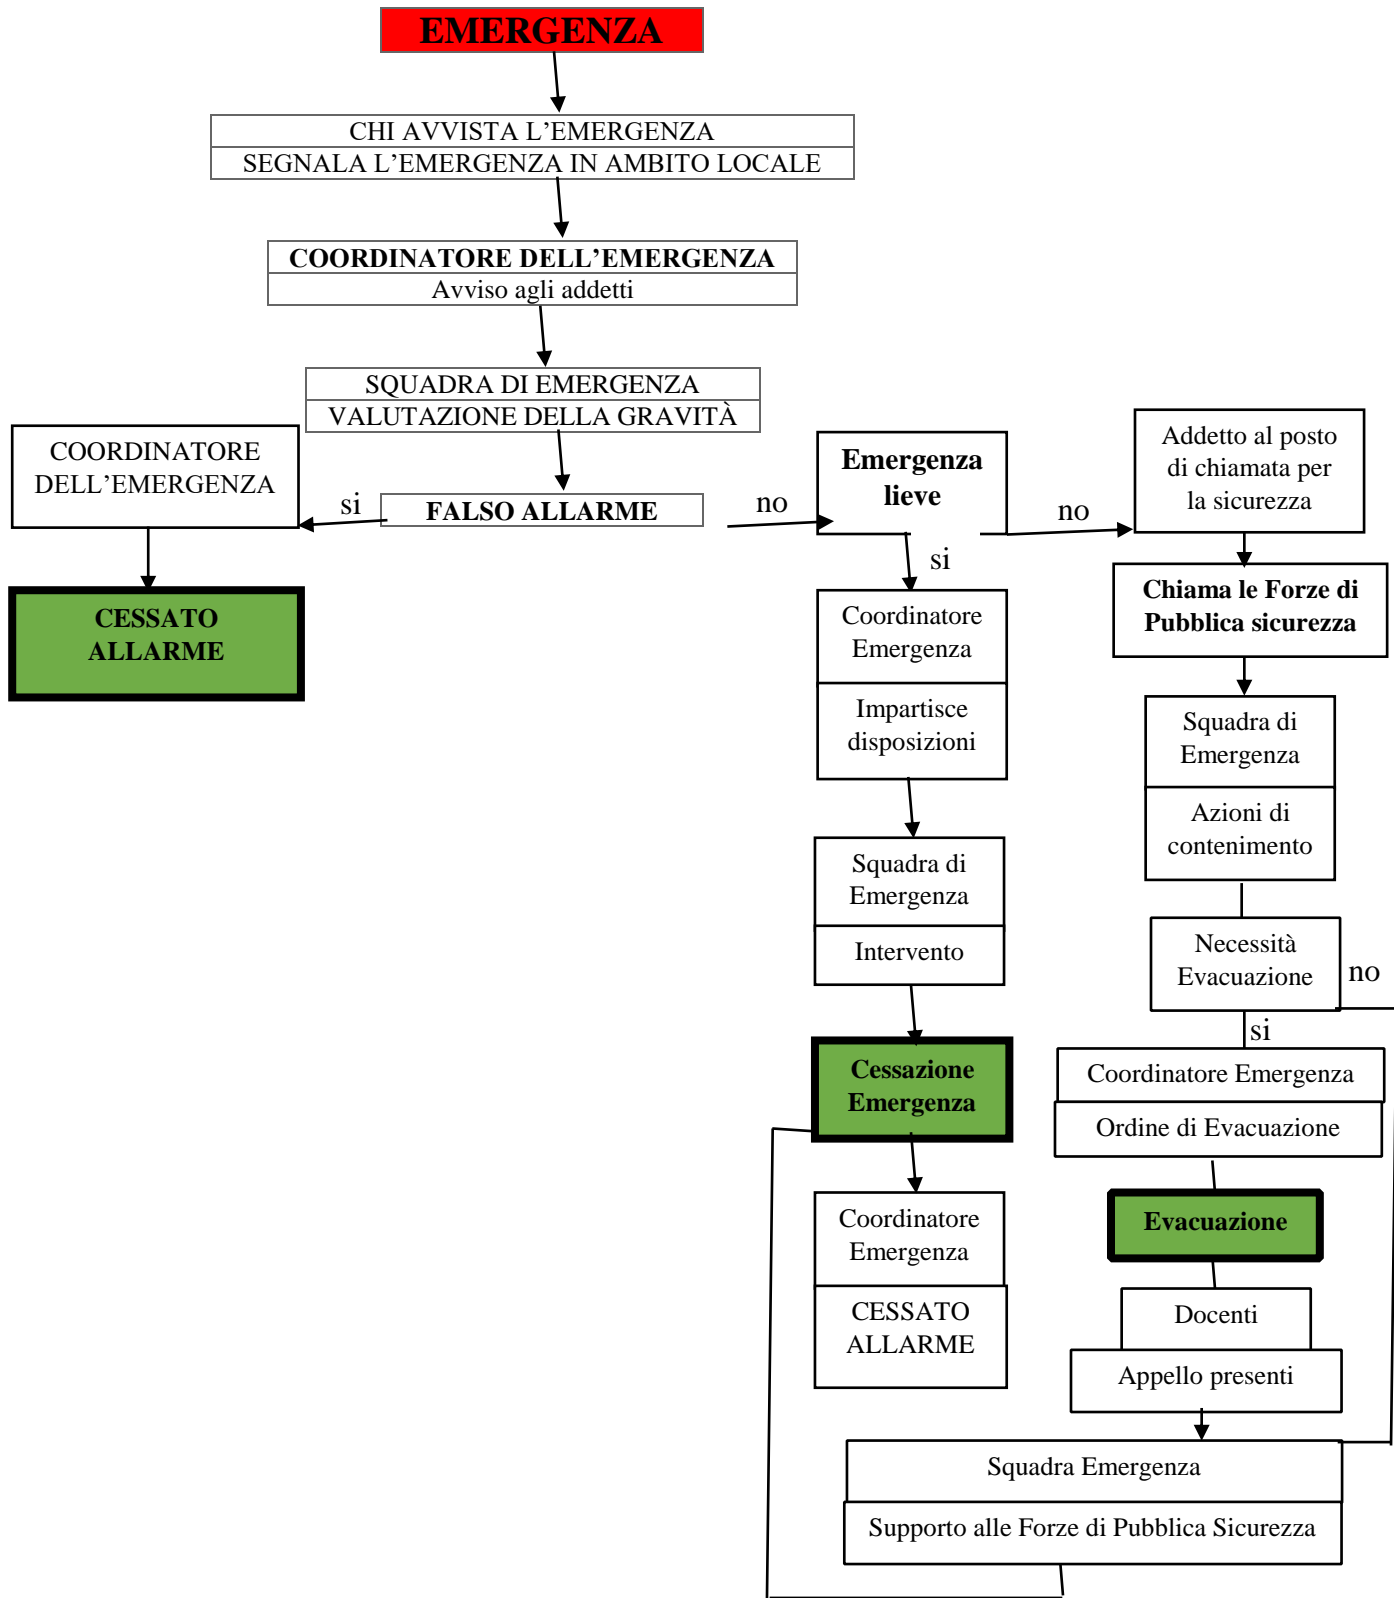 EMERGENZA
CHI AVVISTA L’EMERGENZA
SEGNALA L’EMERGENZA IN AMBITO LOCALE
COORDINATORE DELL’EMERGENZA
Avviso agli addetti
SQUADRA DI EMERGENZA
VALUTAZIONE DELLA GRAVITÀ
FALSO ALLARME
si
COORDINATORE
DELL’EMERGENZA
CESSATO
ALLARME
no
Emergenza
lieve
si
Coordinatore
Emergenza
Impartisce
disposizioni
Squadra di
Emergenza
Intervento
Cessazione
Emergenza
Coordinatore
Emergenza
CESSATO
ALLARME
no
Addetto al posto
di chiamata per
la sicurezza
Chiama le Forze di
Pubblica sicurezza
Squadra di
Emergenza
Azioni di
contenimento
Necessità
Evacuazione
no
si
Coordinatore Emergenza
Ordine di Evacuazione
Evacuazione
Docenti
Appello presenti
Squadra Emergenza
Supporto alle Forze di Pubblica Sicurezza